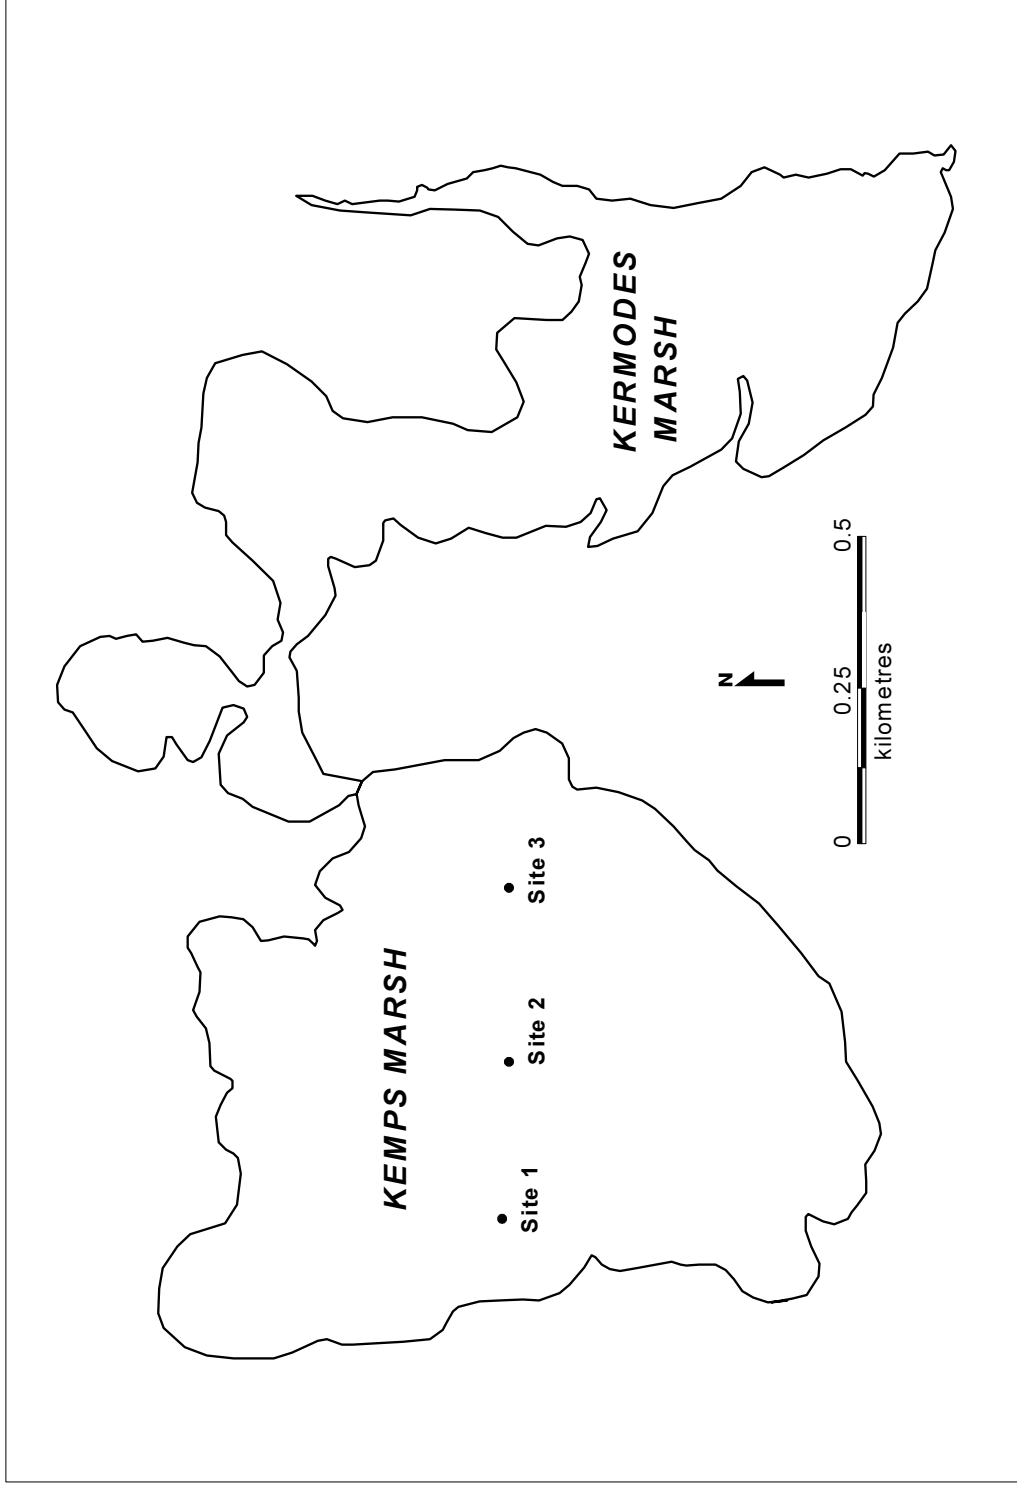 KERMODES
MARSH
KEMPS MARSH
Site 1
Site 2
Site 3
N
0
0.25
0.5
kilometres